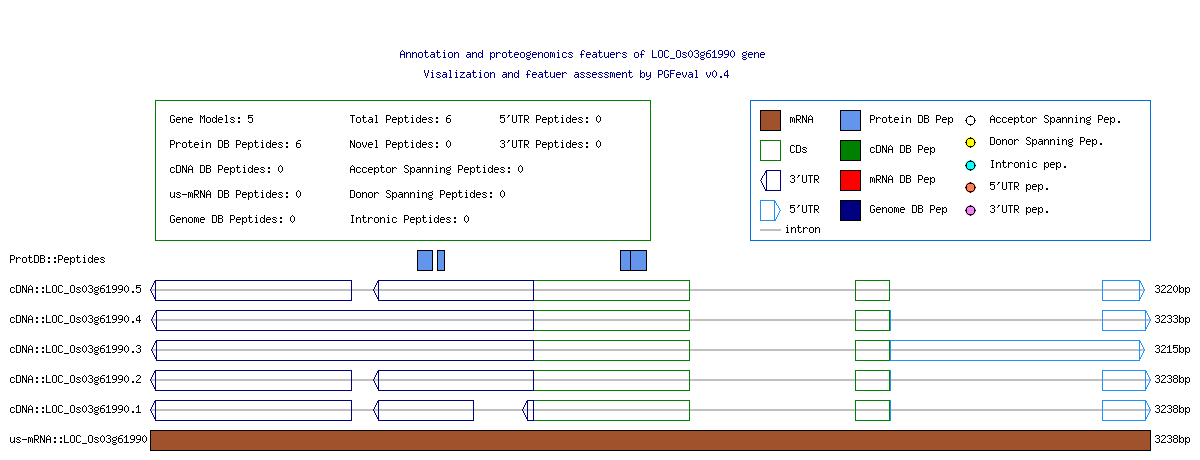 Annotation and proteogenomics featuers of LOC_Os03g61990 gene
Visalization and featuer assessment by PGFeval v0.4
Gene Models: 5 Total Peptides: 6 5'UTR Peptides: 0
Protein DB Peptides: 6 Novel Peptides: 0 3'UTR Peptides: 0
cDNA DB Peptides: 0 Acceptor Spanning Peptides: 0
us-mRNA DB Peptides: 0 Donor Spanning Peptides: 0
Genome DB Peptides: 0 Intronic Peptides: 0
mRNA Protein DB Pep Acceptor Spanning Pep.
CDs cDNA DB Pep Donor Spanning Pep.
3'UTR mRNA DB Pep Intronic pep.
5'UTR pep.
5'UTR Genome DB Pep 3'UTR pep.
intron
ProtDB::Peptides
cDNA::LOC_Os03g61990.5 3220bp
cDNA::LOC_Os03g61990.4 3233bp
cDNA::LOC_Os03g61990.3 3215bp
cDNA::LOC_Os03g61990.2 3238bp
cDNA::LOC_Os03g61990.1 3238bp
us-mRNA::LOC_Os03g61990 3238bp